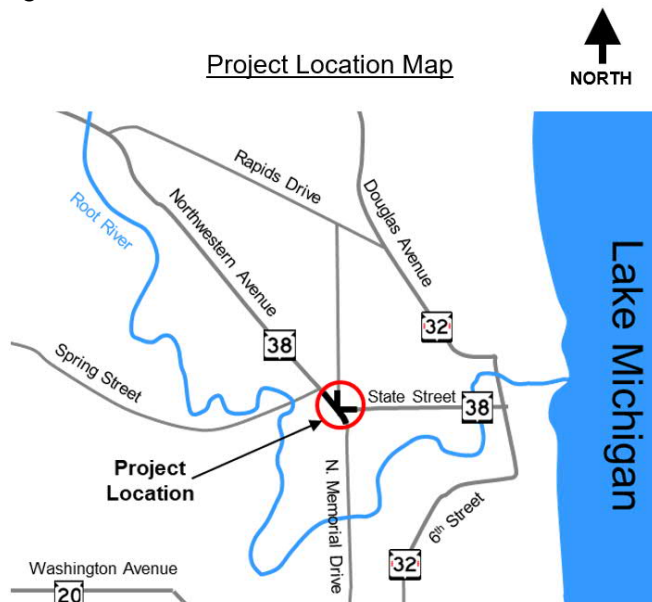 g
Project Location Map
NORTH
Rapids Drive
Douglas Avenue
Root River
Northwestern Avenue
Lake Michigan
32
38
Spring Street
State Street
38
Project
Location
N. Memorial Drive
6th Street
Washington Avenue
32
20